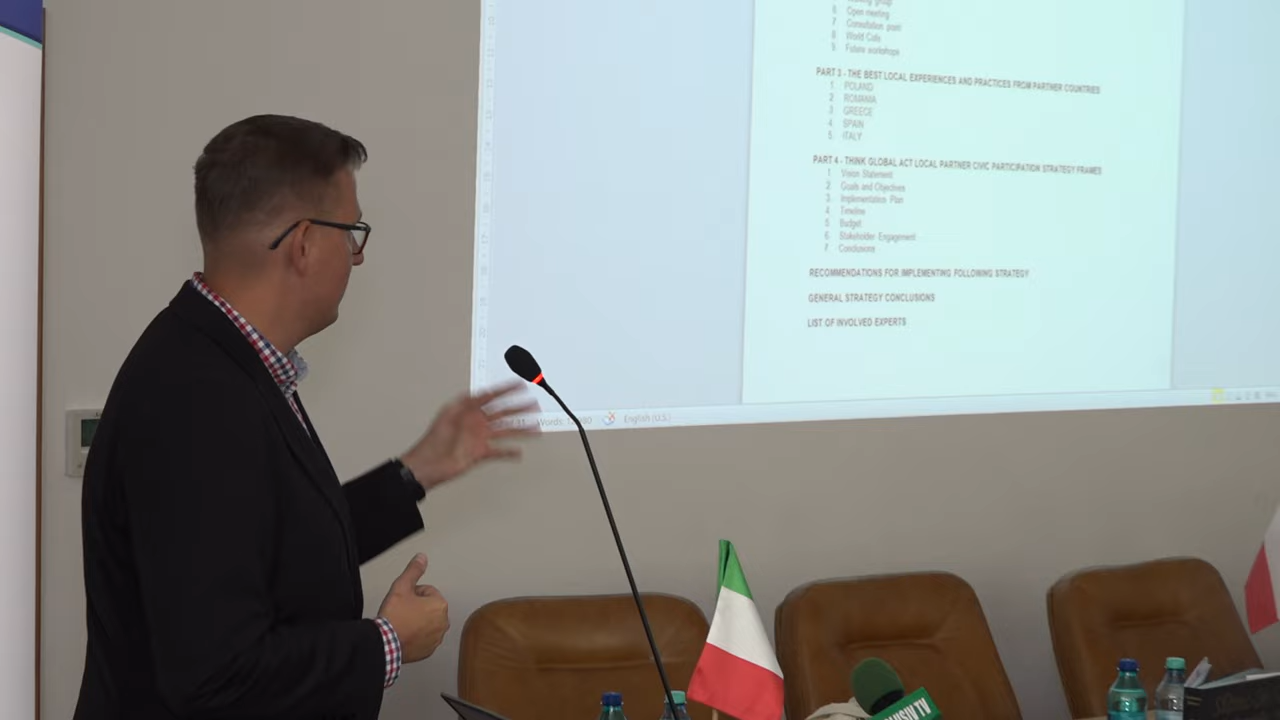 6 Open meeting
7 Consultation point
8 World Cafe
9. Future workshops
PART 3 - THE BEST LOCAL EXPERIENCES AND PRACTICES FROM PARTNER COUNTRIES
1 POLAND
2 ROMANIA
3 GREECE
4 SPAIN
5. ITALY
PART 4 - THINK GLOBAL ACT LOCAL PARTNER CIVIC PARTICIPATION STRATEGY FRAMES
1 Vision Statement
2 Goals and Objectives
3. Implementation Plan
4 Timeline
5 Budget
6 Stakeholder Engagement
7. Conclusions
RECOMMENDATIONS FOR IMPLEMENTING FOLLOWING STRATEGY
GENERAL STRATEGY CONCLUSIONS
LIST OF INVOLVED EXPERTS
Words:
English (U.S.)
TV